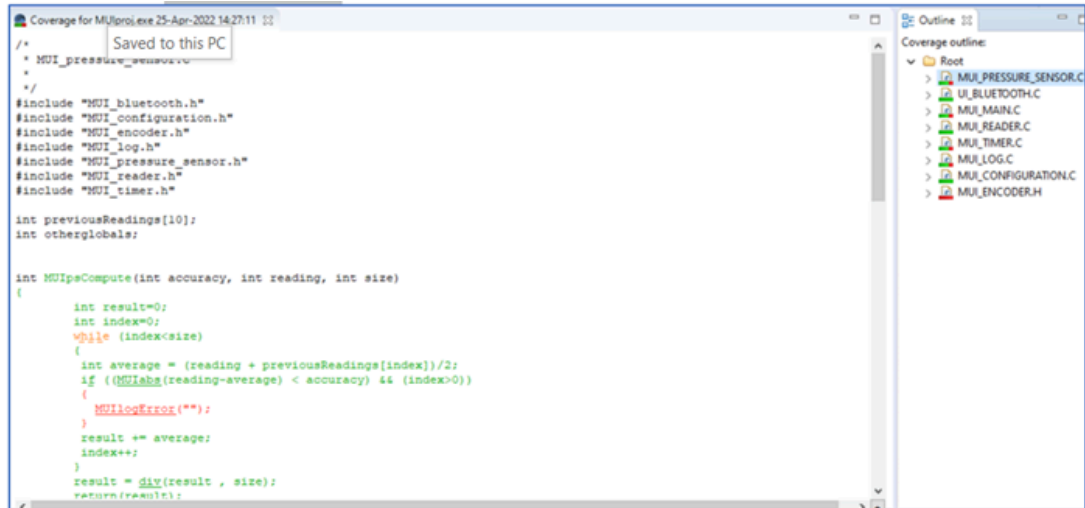 Coverage for MUIproj.exe 25-Apr-2022 14:27:11
Saved to this PC
/*
* MUI_pressure_sensor.c
*
*/
#include "MUI_bluetooth.h"
#include "MUI_configuration.h"
#include "MUI_encoder.h"
#include "MUI_log.h"
#include "MUI_pressure_sensor.h"
#include "MUI_reader.h"
#include "MUI_timer.h"
int previousReadings[10];
int otherglobals;
int MUIpsCompute(int accuracy, int reading, int size)
{
int result=0;
int index=0;
while (index<size)
{
int average = (reading + previousReadings[index])/2;
if ((MUIabs(reading-average) < accuracy) && (index>0))
{
MUIlogError("");
}
result += average;
index++;
}
result = div(result , size);
return(result);
Outline
Coverage outline:
Root
MUI_PRESSURE_SENSOR.C
UI_BLUETOOTH.C
MUI_MAIN.C
MUI_READER.C
MUI_TIMER.C
MUI_LOG.C
MUI_CONFIGURATION.C
MUI_ENCODER.H